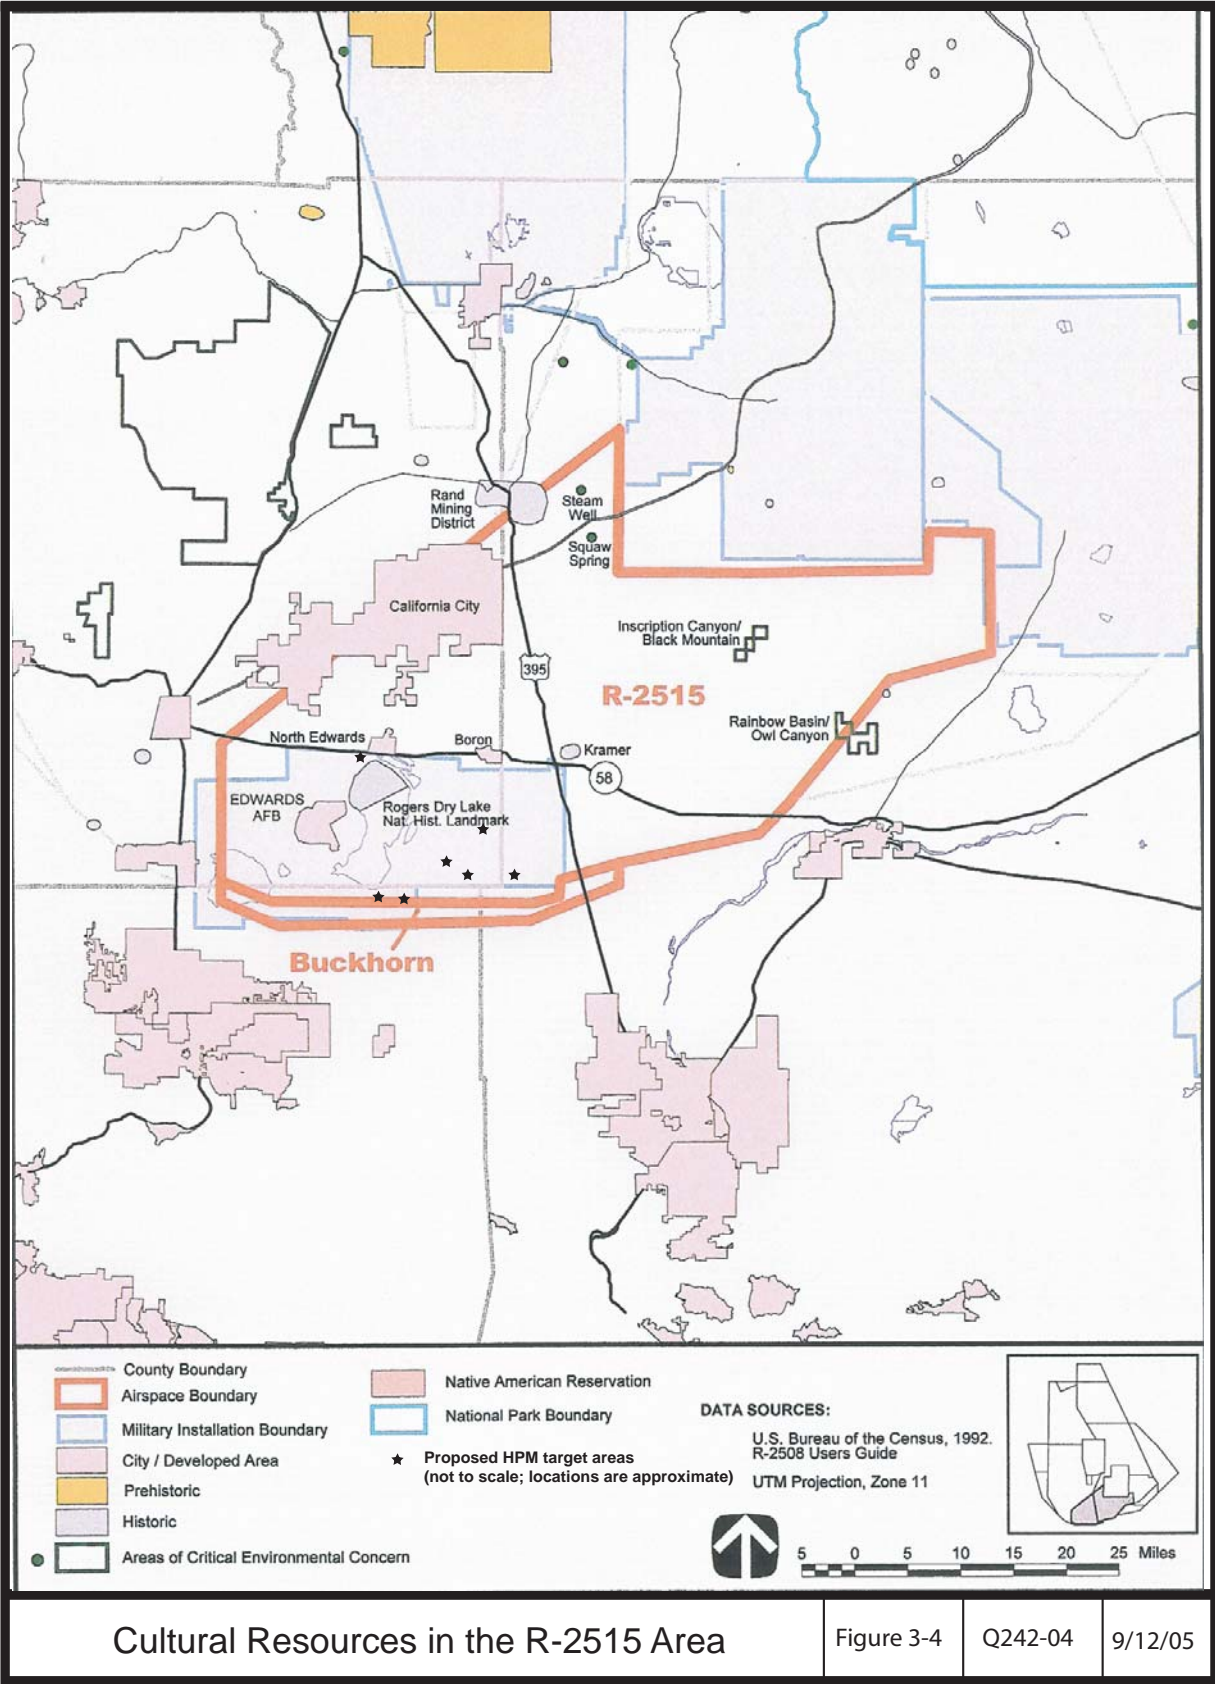 Rand
Mining
District
Steam
Well
Squaw
Spring
California City
Inscription Canyon/
Black Mountain
395
R-2515
Rainbow Basin/
Owl Canyon
North Edwards
Boron
Kramer
58
EDWARDS
AFB
Rogers Dry Lake
Nat. Hist. Landmark
Buckhorn
County Boundary
Airspace Boundary
Military Installation Boundary
City / Developed Area
Prehistoric
Historic
Areas of Critical Environmental Concern
Native American Reservation
National Park Boundary
Proposed HPM target areas
(not to scale; locations are approximate)
DATA SOURCES:
U.S. Bureau of the Census, 1992.
R-2508 Users Guide
UTM Projection, Zone 11
5 0 5 10 15 20 25 Miles
Cultural Resources in the R-2515 Area
Figure 3-4
Q242-04
9/12/05